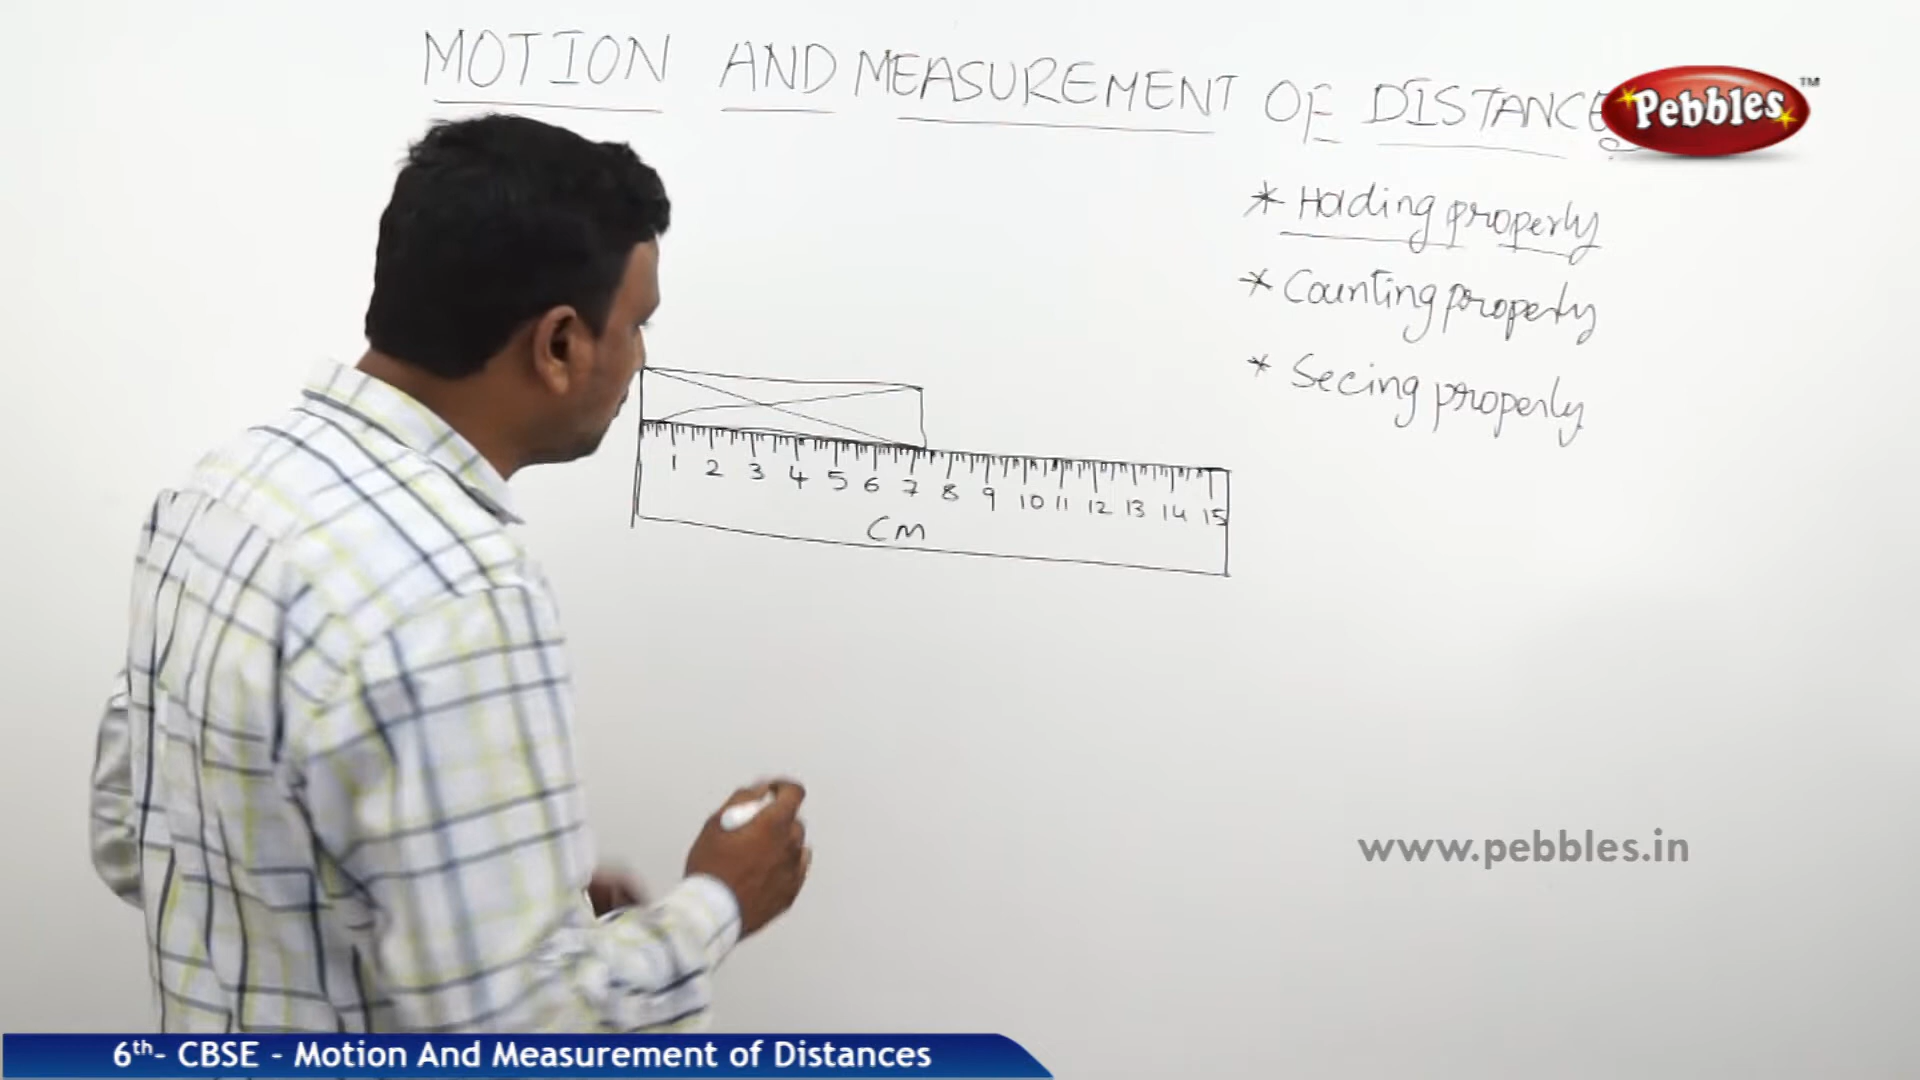 MOTION AND MEASUREMENT OF DISTANCES
Pebbles™
* Holding properly
* Counting properly
* Seeing properly
1 2 3 4 5 6 7 8 9 10 11 12 13 14 15
CM
www.pebbles.in
6th- CBSE - Motion And Measurement of Distances